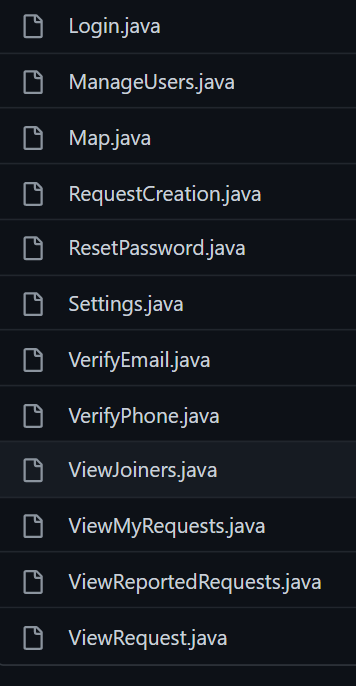 Login.java
ManageUsers.java
Map.java
RequestCreation.java
ResetPassword.java
Settings.java
VerifyEmail.java
VerifyPhone.java
ViewJoiners.java
ViewMyRequests.java
ViewReportedRequests.java
ViewRequest.java